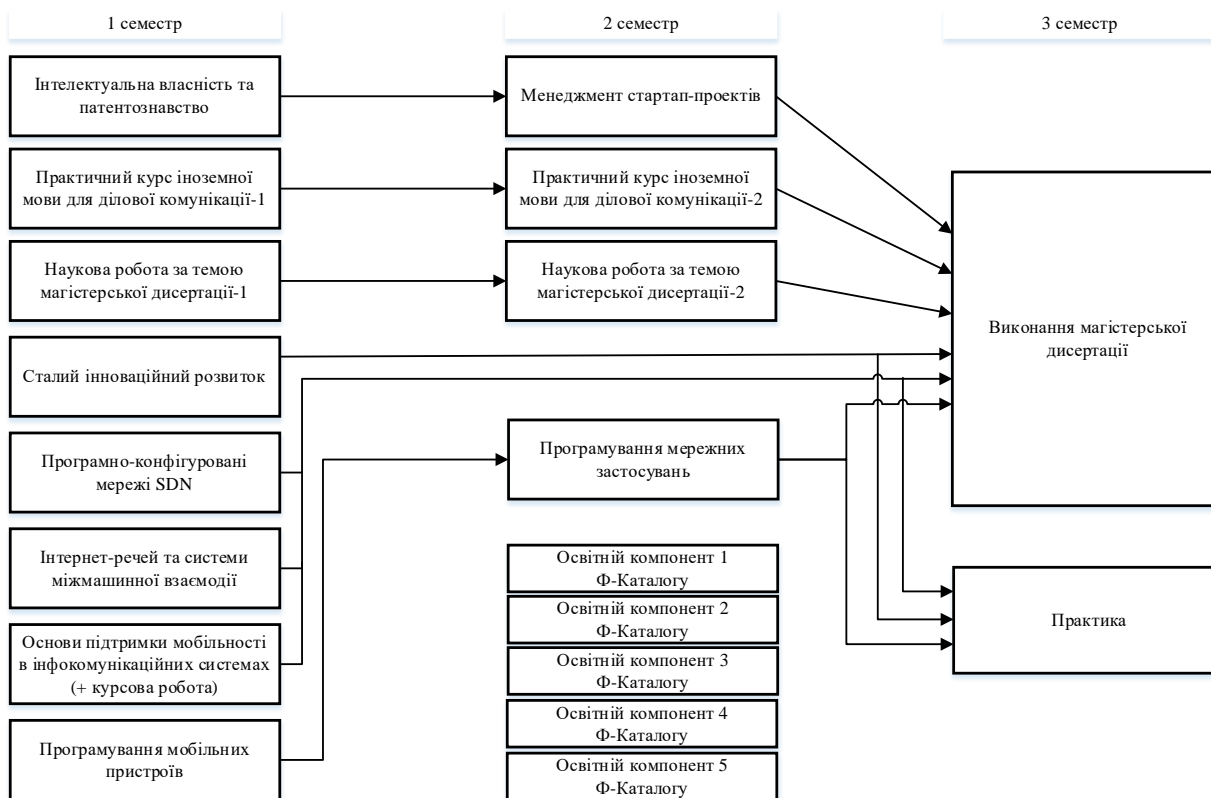 1 семестр
2 семестр
3 семестр
Інтелектуальна власність та
патентознавство
Менеджмент стартап-проектів
Практичний курс іноземної
мови для ділової комунікації-1
Практичний курс іноземної
мови для ділової комунікації-2
Наукова робота за темою
магістерської дисертації-1
Наукова робота за темою
магістерської дисертації-2
Виконання магістерської
дисертації
Сталий інноваційний розвиток
Програмно-конфігуровані
мережі SDN
Програмування мережних
застосувань
Інтернет-речей та системи
міжмашинної взаємодії
Освітній компонент 1
Ф-Каталогу
Освітній компонент 2
Ф-Каталогу
Практика
Основи підтримки мобільності
в інфокомунікаційних системах
(+ курсова робота)
Освітній компонент 3
Ф-Каталогу
Освітній компонент 4
Ф-Каталогу
Програмування мобільних
пристроїв
Освітній компонент 5
Ф-Каталогу